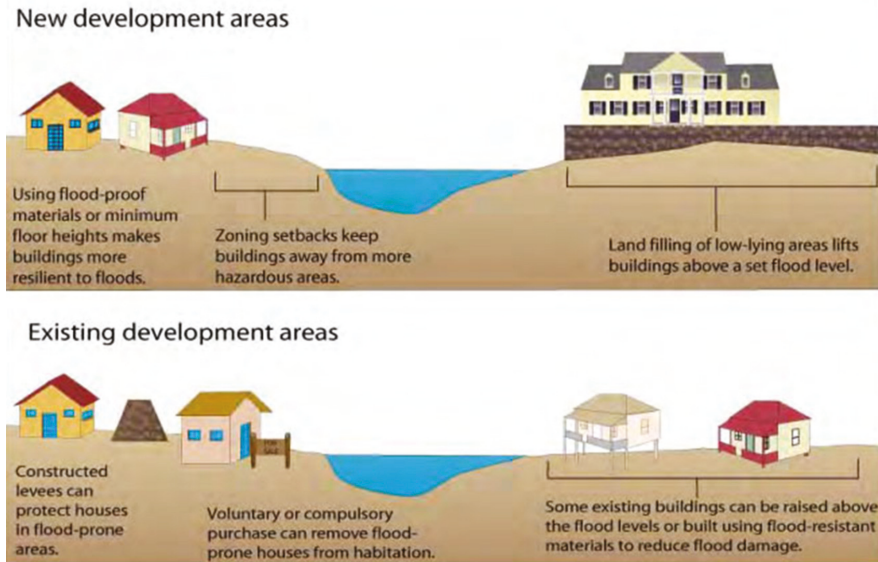 New development areas
Using flood-proof
materials or minimum
floor heights makes
buildings more
resilient to floods.
Zoning setbacks keep
buildings away from more
hazardous areas.
Land filling of low-lying areas lifts
buildings above a set flood level.
Existing development areas
FOR
SALE
Constructed
levees can
protect houses
in flood-prone
areas.
Voluntary or compulsory
purchase can remove flood-
prone houses from habitation.
Some existing buildings can be raised above
the flood levels or built using flood-resistant
materials to reduce flood damage.